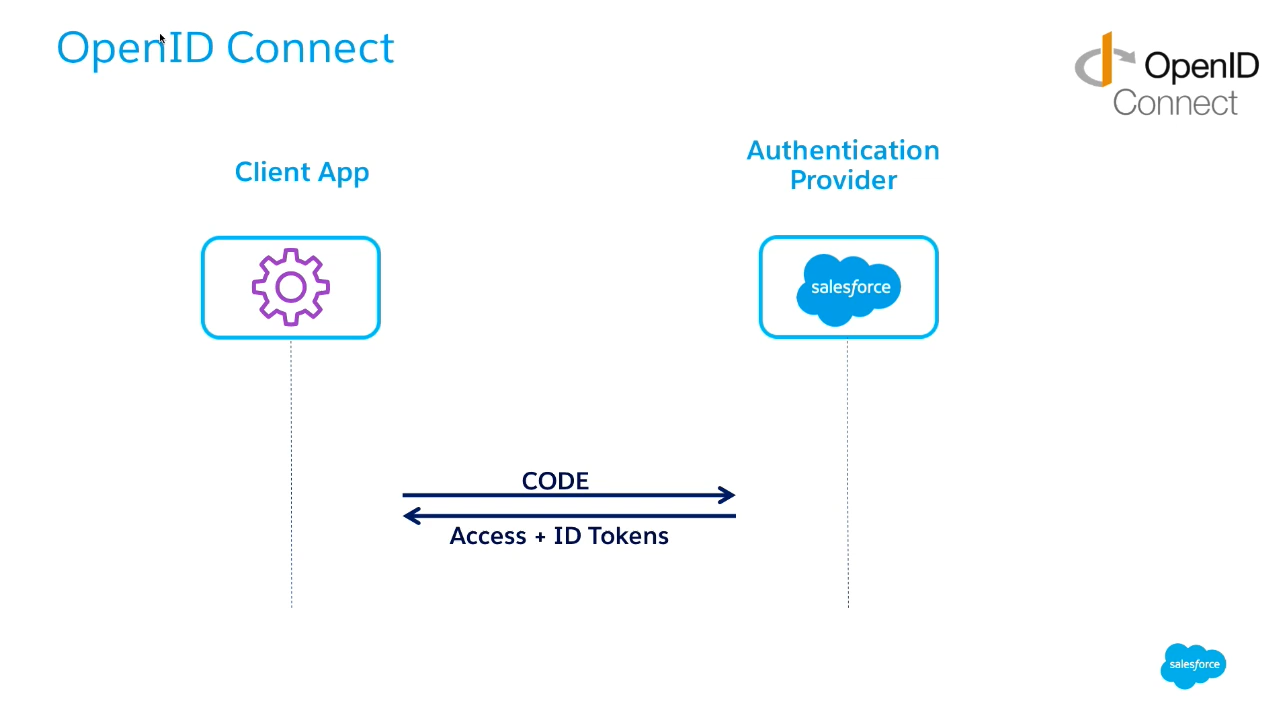 OpenID Connect
OpenID
Connect
Client App
Authentication
Provider
salesforce
CODE
Access + ID Tokens
salesforce